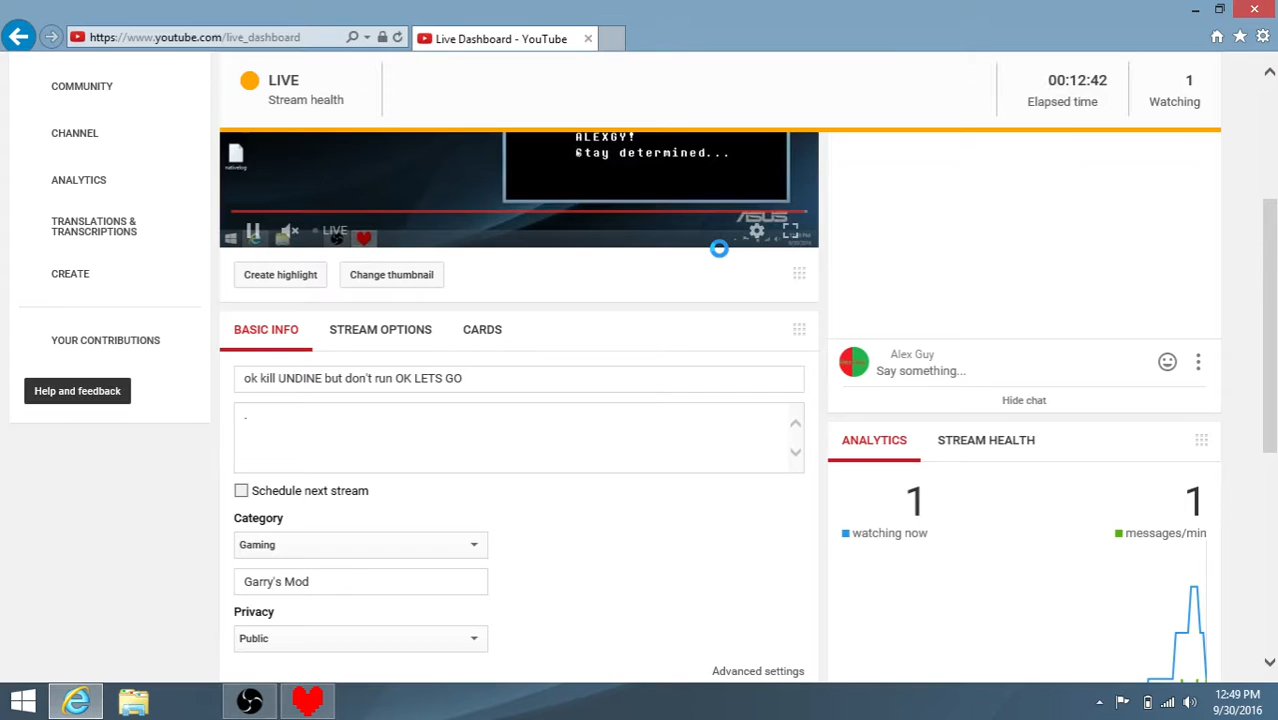 https://www.youtube.com/live_dashboard
Live Dashboard - YouTube
COMMUNITY
CHANNEL
ANALYTICS
TRANSLATIONS &
TRANSLATIONS
CREATE
YOUR CONTRIBUTIONS
Help and feedback
LIVE
Stream health
00:12:42
Elapsed time
1
Watching
ALEXGY!
Stay determined...
nativelog
ASUS
LIVE
Create highlight
Change thumbnail
BASIC INFO
STREAM OPTIONS
CARDS
ok kill UNDINE but don't run OK LETS GO
.
Schedule next stream
Category
Gaming
Garry's Mod
Privacy
Public
Advanced settings
Alex Guy
Say something...
Hide chat
ANALYTICS
STREAM HEALTH
1
watching now
1
messages/min
12:49 PM
9/30/2016